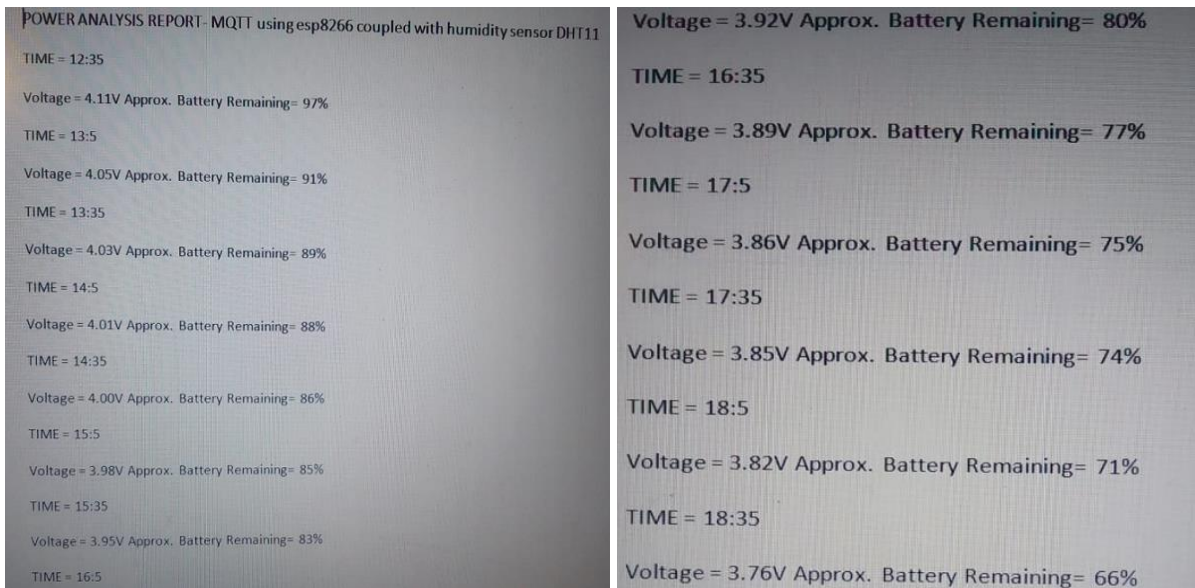 POWER ANALYSIS REPORT- MQTT using esp8266 coupled with humidity sensor DHT11
TIME = 12:35
Voltage = 4.11V Approx. Battery Remaining= 97%
TIME = 13:5
Voltage = 4.05V Approx. Battery Remaining= 91%
TIME = 13:35
Voltage = 4.03V Approx. Battery Remaining= 89%
TIME = 14:5
Voltage = 4.01V Approx. Battery Remaining= 88%
TIME = 14:35
Voltage = 4.00V Approx. Battery Remaining= 86%
TIME = 15:5
Voltage = 3.98V Approx. Battery Remaining= 85%
TIME = 15:35
Voltage = 3.95V Approx. Battery Remaining= 83%
TIME = 16:5
Voltage = 3.92V Approx. Battery Remaining= 80%
TIME = 16:35
Voltage = 3.89V Approx. Battery Remaining= 77%
TIME = 17:5
Voltage = 3.86V Approx. Battery Remaining= 75%
TIME = 17:35
Voltage = 3.85V Approx. Battery Remaining= 74%
TIME = 18:5
Voltage = 3.82V Approx. Battery Remaining= 71%
TIME = 18:35
Voltage = 3.76V Approx. Battery Remaining= 66%